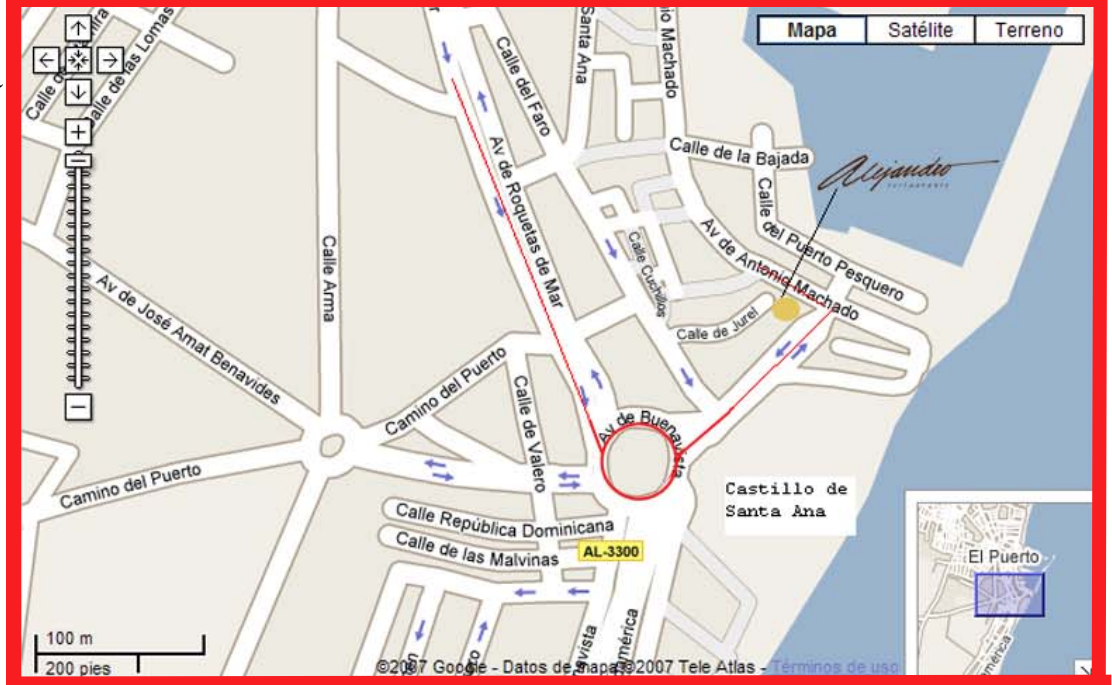 Mapa
Satélite
Terreno
Calle de las Lomas
Santa Ana
Calle del Faro
Calle de la Bajada
Alejandro
RESTAURANTE
Av de Roquetas de Mar
Calle del Puerto Pesquero
Av de Antonio Machado
Calle Arma
Calle Cuchillos
Calle de Jurel
Av de José Amat Benavides
Camino del Puerto
Calle de Valero
Av de Buenavista
Camino del Puerto
Castillo de
Santa Ana
Calle República Dominicana
Calle de las Malvinas
AL-3300
El Puerto
100 m
200 pies
©2007 Google - Datos de mapa ©2007 Tele Atlas - Términos de uso